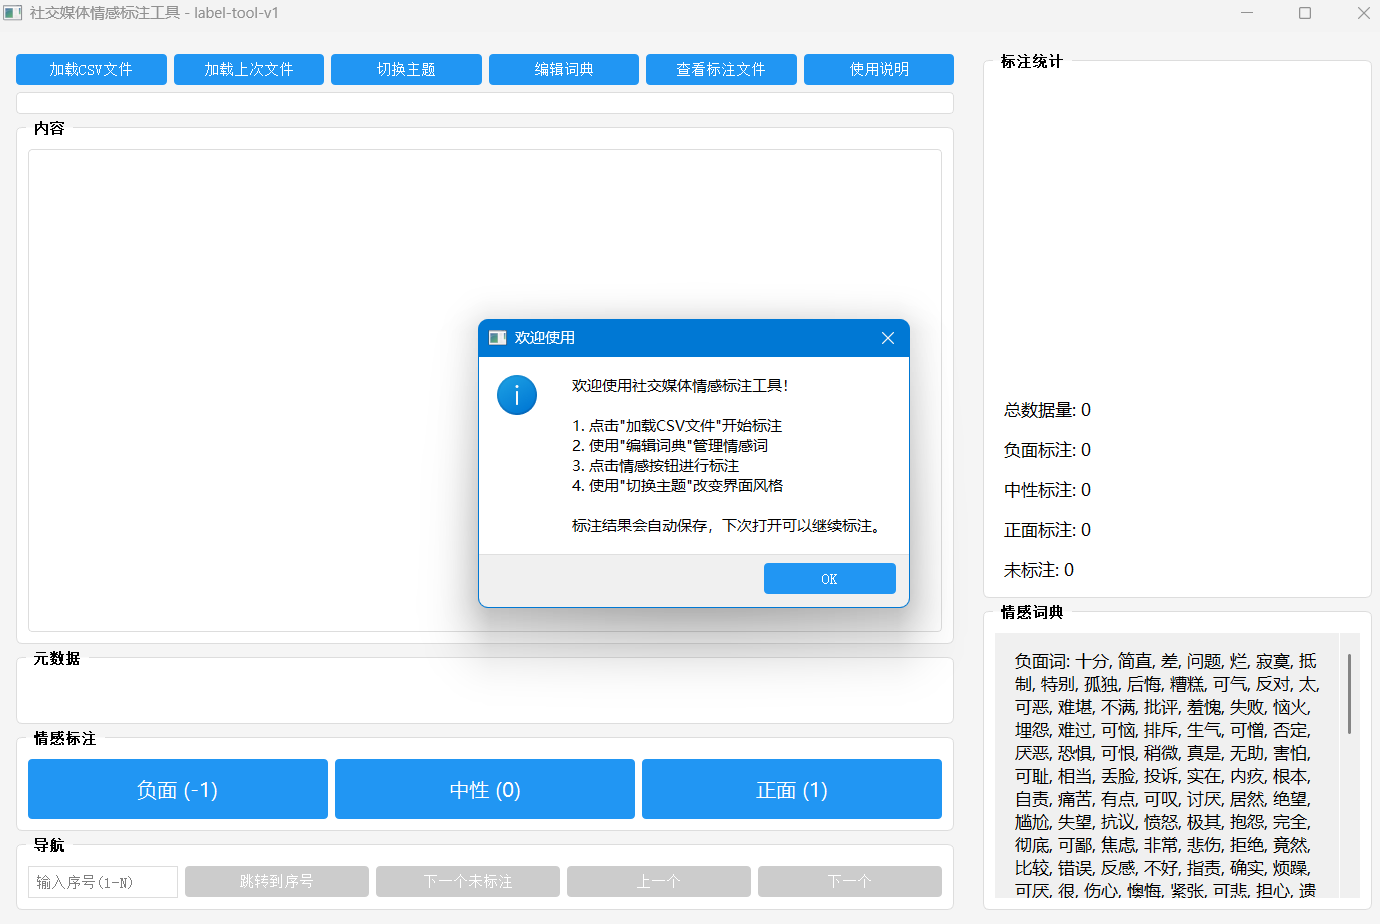 社交媒体情感标注工具 - label-tool-v1
加载CSV文件
加载上次文件
切换主题
编辑词典
查看标注文件
使用说明
内容
欢迎使用
欢迎使用社交媒体情感标注工具！
1. 点击"加载CSV文件"开始标注
2. 使用"编辑词典"管理情感词
3. 点击情感按钮进行标注
4. 使用"切换主题"改变界面风格
标注结果会自动保存，下次打开可以继续标注。
OK
元数据
情感标注
负面 (-1)
中性 (0)
正面 (1)
导航
输入序号(1-N)
跳转到序号
下一个未标注
上一个
下一个
标注统计
总数据量: 0
负面标注: 0
中性标注: 0
正面标注: 0
未标注: 0
情感词典
负面词: 十分, 简直, 差, 问题, 烂, 寂寞, 抵
制, 特别, 孤独, 后悔, 糟糕, 可气, 反对, 太,
可恶, 难堪, 不满, 批评, 羞愧, 失败, 恼火,
埋怨, 难过, 可恼, 排斥, 生气, 可憎, 否定,
厌恶, 恐惧, 可恨, 稍微, 真是, 无助, 害怕,
可耻, 相当, 丢脸, 投诉, 实在, 内疚, 根本,
自责, 痛苦, 有点, 可叹, 讨厌, 居然, 绝望,
尴尬, 失望, 抗议, 愤怒, 极其, 抱怨, 完全,
彻底, 可鄙, 焦虑, 非常, 悲伤, 拒绝, 竟然,
比较, 错误, 反感, 不好, 指责, 确实, 烦躁,
可厌, 很, 伤心, 懊悔, 紧张, 可悲, 担心, 遗